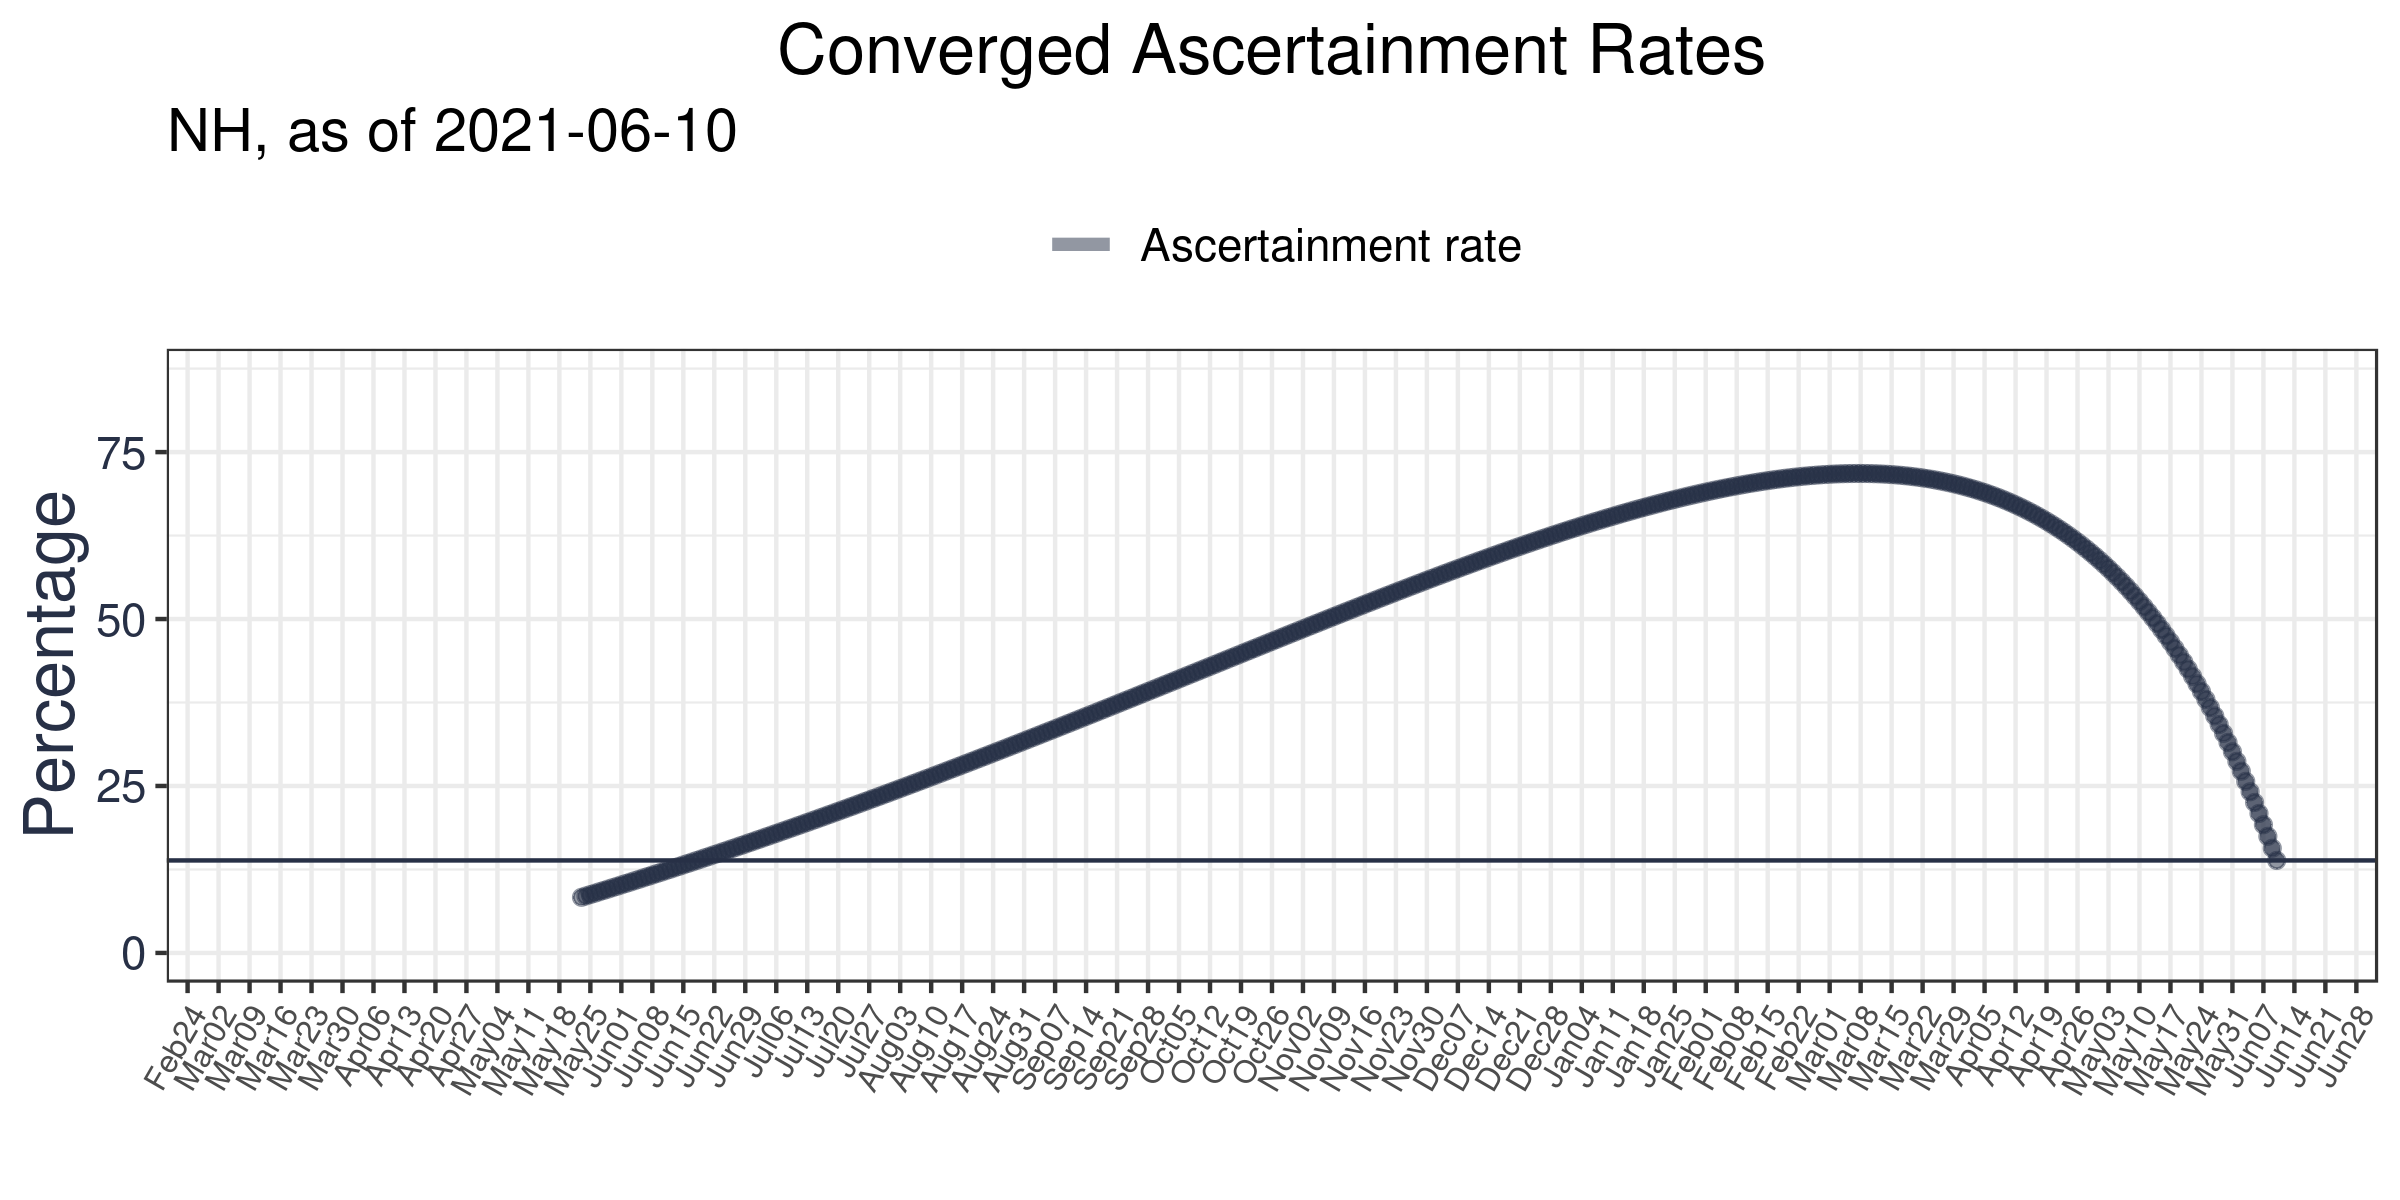 Converged Ascertainment Rates
NH, as of 2021-06-10
Ascertainment rate
Percentage
75
50
25
0
Feb24
Mar02
Mar09
Mar16
Mar23
Mar30
Apr06
Apr13
Apr20
Apr27
May04
May11
May18
May25
Jun01
Jun08
Jun15
Jun22
Jun29
Jul06
Jul13
Jul20
Jul27
Aug03
Aug10
Aug17
Aug24
Aug31
Sep07
Sep14
Sep21
Sep28
Oct05
Oct12
Oct19
Oct26
Nov02
Nov09
Nov16
Nov23
Nov30
Dec07
Dec14
Dec21
Dec28
Jan04
Jan11
Jan18
Jan25
Feb01
Feb08
Feb15
Feb22
Mar01
Mar08
Mar15
Mar22
Mar29
Apr05
Apr12
Apr19
Apr26
May03
May10
May17
May24
May31
Jun07
Jun14
Jun21
Jun28